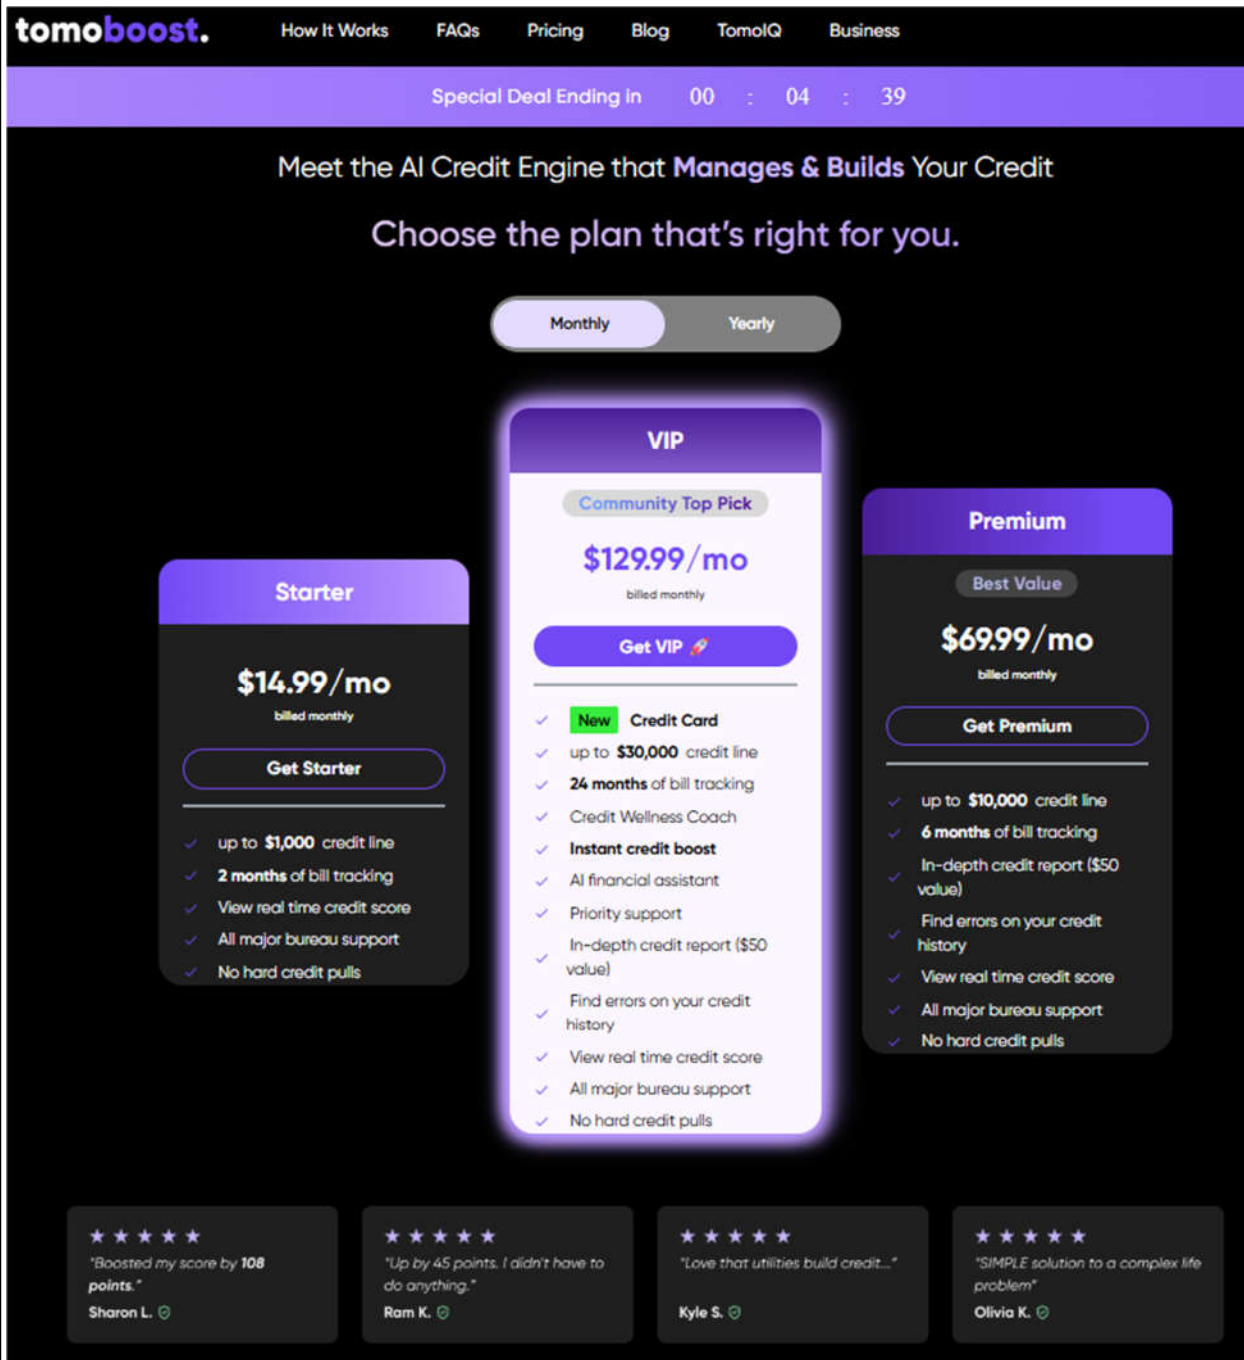 tomoboost.
How It Works FAQs Pricing Blog TomoIQ Business
Special Deal Ending in 00 : 04 : 39
Meet the AI Credit Engine that Manages & Builds Your Credit
Choose the plan that's right for you.
Monthly Yearly
Starter
$14.99/mo
billed monthly
Get Starter
up to $1,000 credit line
2 months of bill tracking
View real time credit score
All major bureau support
No hard credit pulls
VIP
Community Top Pick
$129.99/mo
billed monthly
Get VIP 🚀
New Credit Card
up to $30,000 credit line
24 months of bill tracking
Credit Wellness Coach
Instant credit boost
AI financial assistant
Priority support
In-depth credit report ($50
value)
Find errors on your credit
history
View real time credit score
All major bureau support
No hard credit pulls
Premium
Best Value
$69.99/mo
billed monthly
Get Premium
up to $10,000 credit line
6 months of bill tracking
In-depth credit report ($50
value)
Find errors on your credit
history
View real time credit score
All major bureau support
No hard credit pulls
"Boosted my score by 108
points."
Sharon L.
"Up by 45 points. I didn't have to
do anything."
Ram K.
"Love that utilities build credit..."
Kyle S.
"SIMPLE solution to a complex life
problem"
Olivia K.